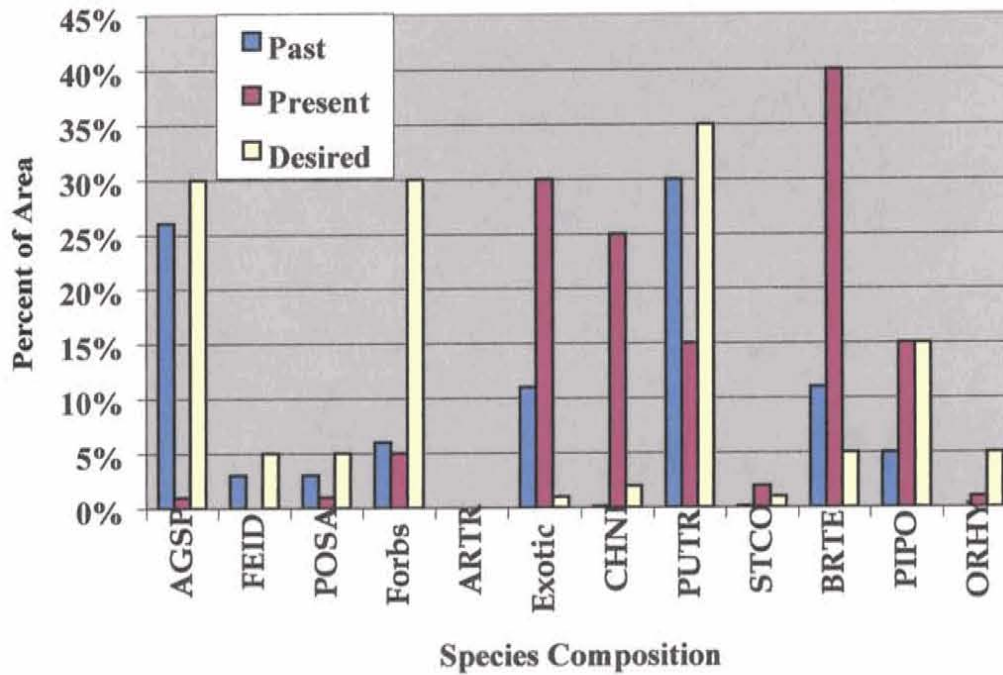 45%
40%
35%
30%
25%
20%
15%
10%
5%
0%
Percent of Area
Past
Present
Desired
AGSP
FEID
POSA
Forbs
ARTR
Exotic
CHNI
PUTR
STCO
BRTE
PIPO
ORHY
Species Composition